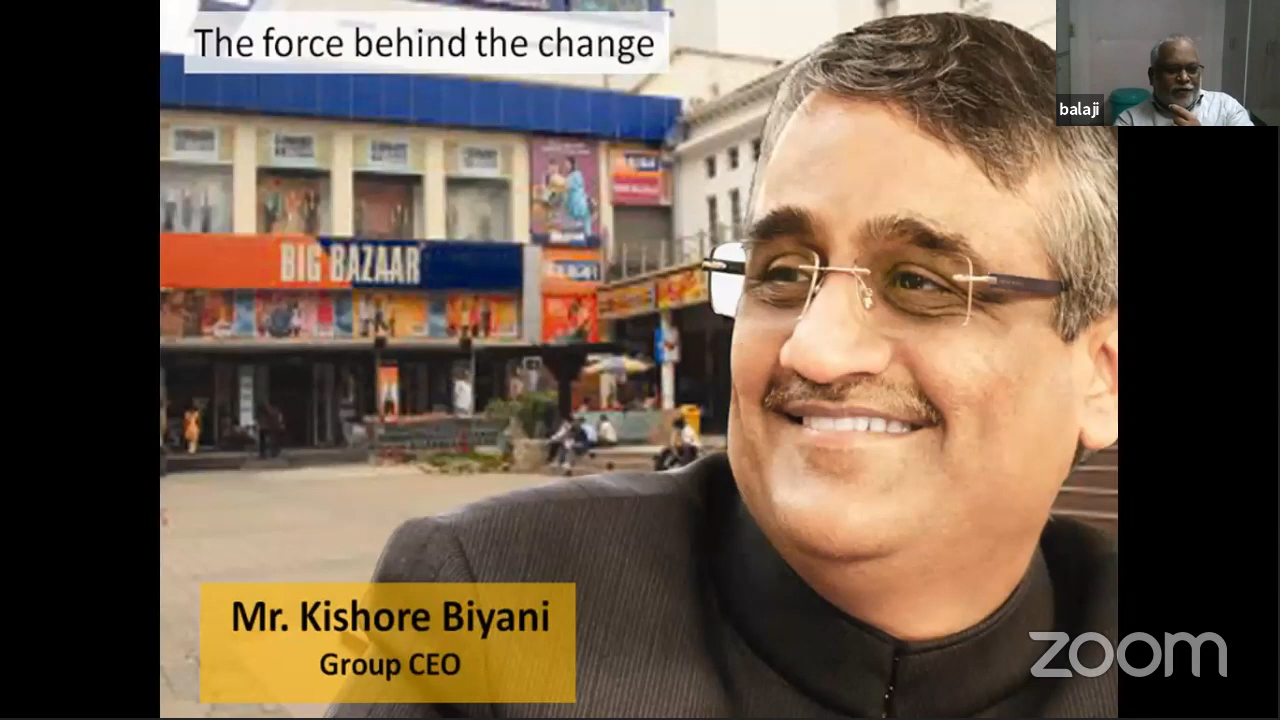 The force behind the change
balaji
BIG BAZAAR
Mr. Kishore Biyani
Group CEO
zoom